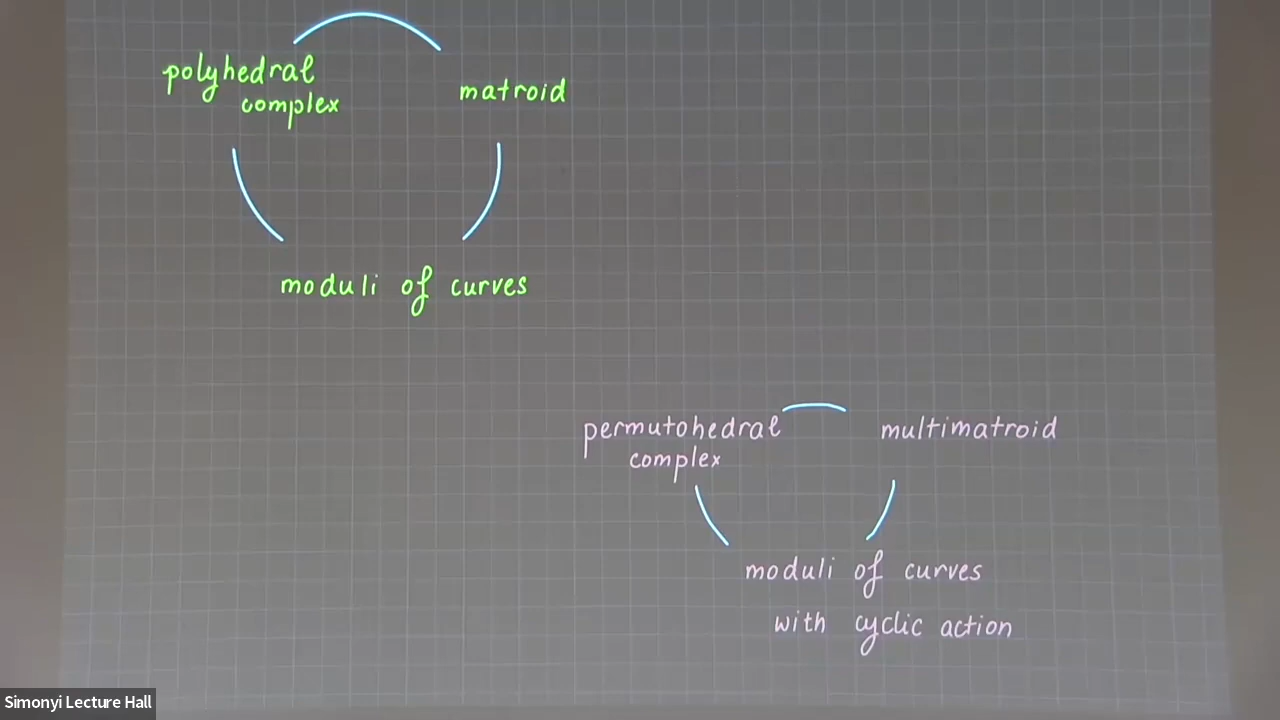 polyhedral
complex
matroid
moduli of curves
permutohedral
complex
multimatroid
moduli of curves
with cyclic action
Simonyi Lecture Hall